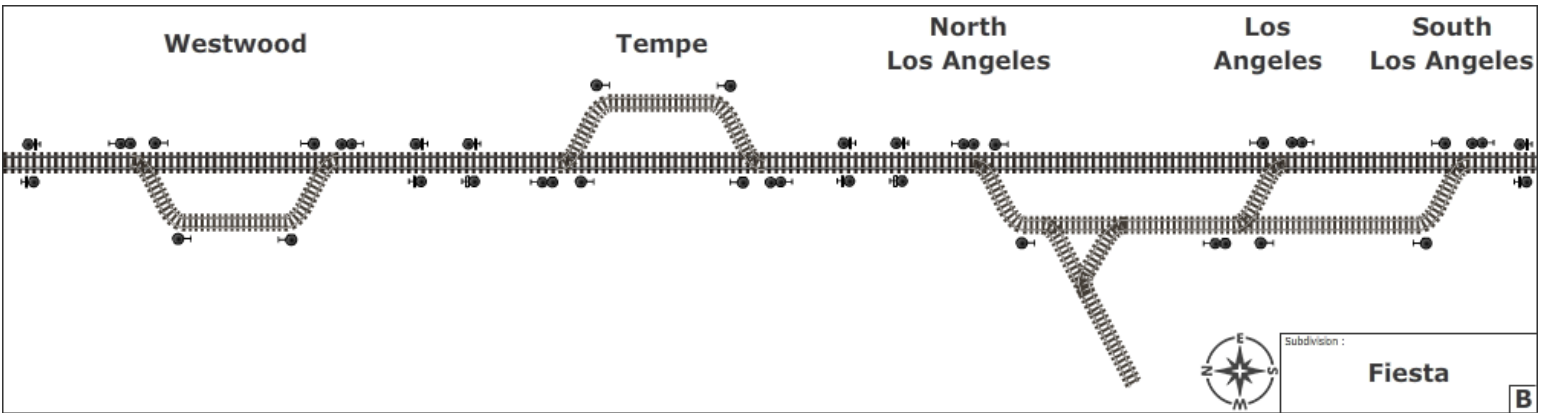 Westwood
Tempe
North
Los Angeles
Los
Angeles
South
Los Angeles
E
N
S
W
Subdivision :
Fiesta
B